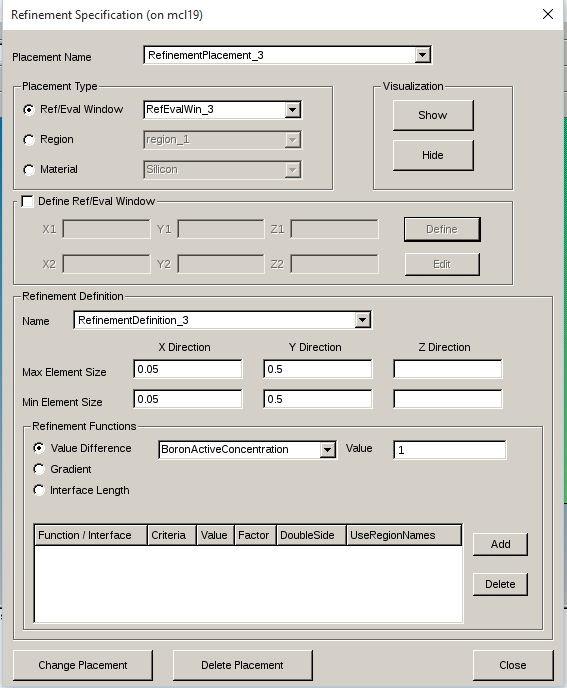 Refinement Specification (on mcl19)
Placement Name RefinementPlacement_3
Placement Type
Ref/Eval Window RefEvalWin_3
Region region_1
Material Silicon
Visualization
Show
Hide
Define Ref/Eval Window
X1 Y1 Z1 Define
X2 Y2 Z2 Edit
Refinement Definition
Name RefinementDefinition_3
X Direction Y Direction Z Direction
Max Element Size 0.05 0.5
Min Element Size 0.05 0.5
Refinement Functions
Value Difference BoronActiveConcentration Value 1
Gradient
Interface Length
Function / Interface Criteria Value Factor DoubleSide UseRegionNames
Add
Delete
Change Placement Delete Placement Close